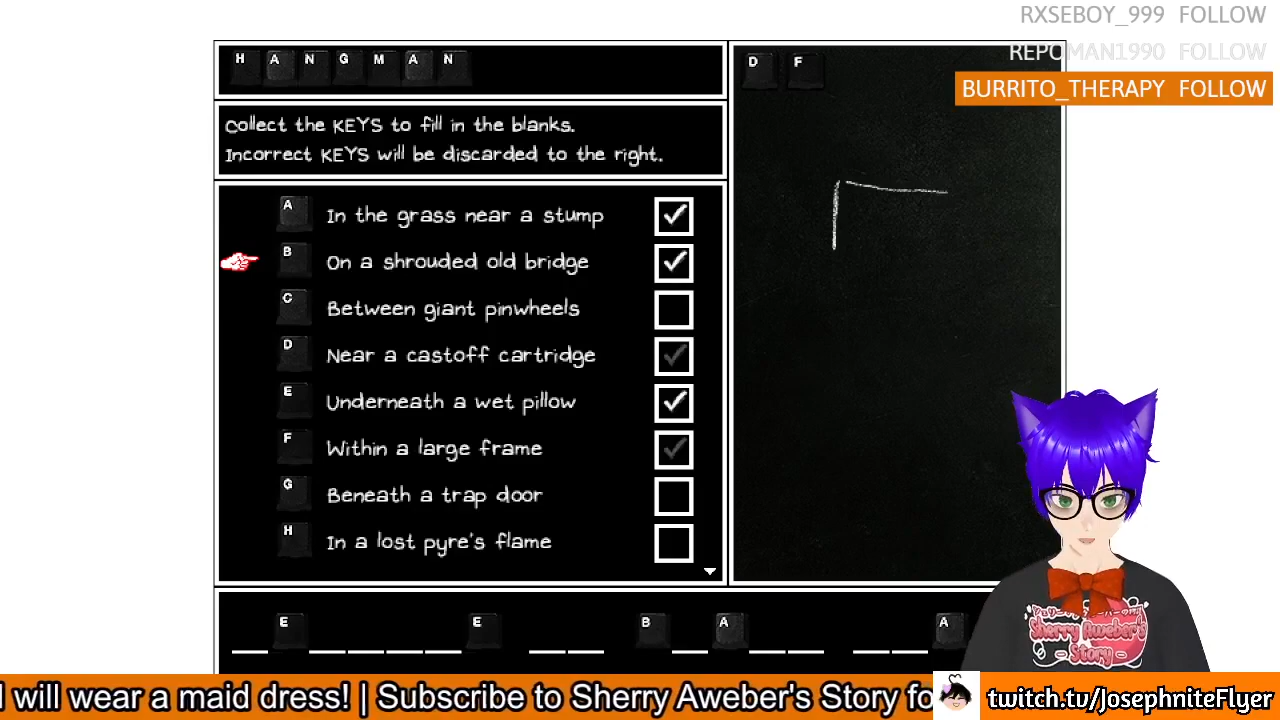 RXSEBOY_999 FOLLOW
REPOMAN1990 FOLLOW
BURRITO_THERAPY FOLLOW
H A N G M A N
D F
Collect the KEYS to fill in the blanks.
Incorrect KEYS will be discarded to the right.
A In the grass near a stump
B On a shrouded old bridge
C Between giant pinwheels
D Near a castoff cartridge
E Underneath a wet pillow
F Within a large frame
G Beneath a trap door
H In a lost pyre's flame
E E B A A
Sherry Aweber's
Story
will wear a maid dress! | Subscribe to Sherry Aweber's Story fo
twitch.tv/JosephniteFlyer